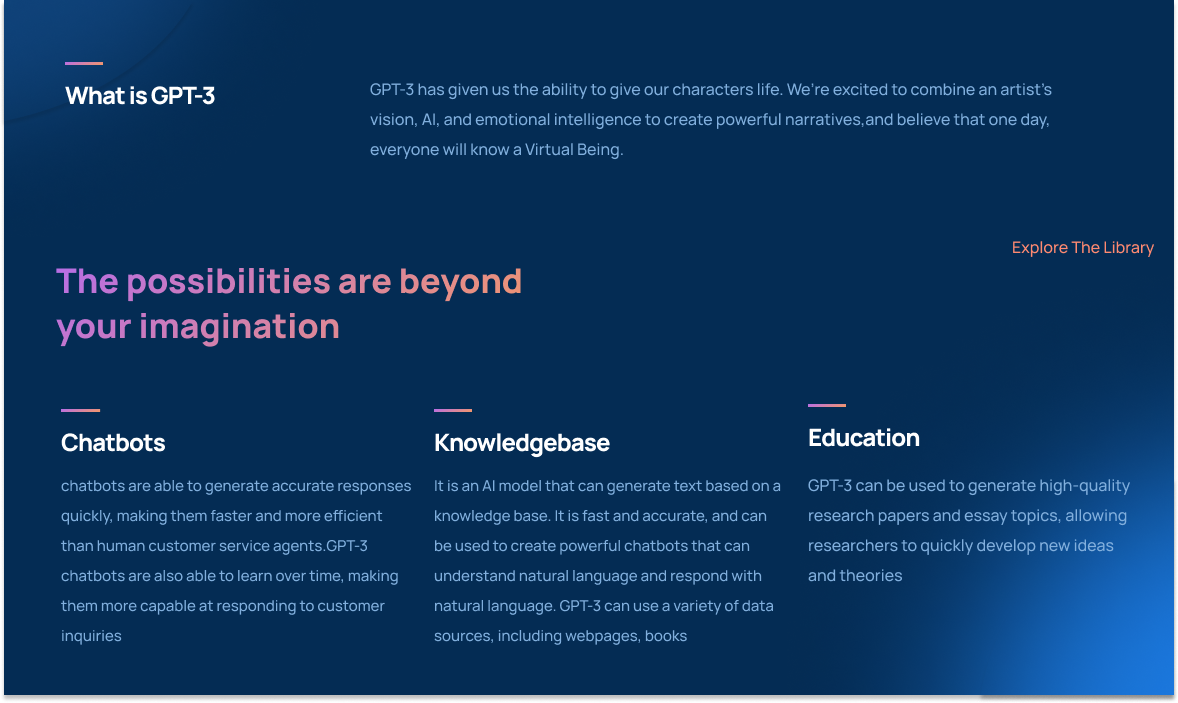 What is GPT-3
GPT-3 has given us the ability to give our characters life. We're excited to combine an artist's
vision, AI, and emotional intelligence to create powerful narratives,and believe that one day,
everyone will know a Virtual Being.
Explore The Library
The possibilities are beyond
your imagination
Chatbots
chatbots are able to generate accurate responses
quickly, making them faster and more efficient
than human customer service agents.GPT-3
chatbots are also able to learn over time, making
them more capable at responding to customer
inquiries
Knowledgebase
It is an AI model that can generate text based on a
knowledge base. It is fast and accurate, and can
be used to create powerful chatbots that can
understand natural language and respond with
natural language. GPT-3 can use a variety of data
sources, including webpages, books
Education
GPT-3 can be used to generate high-quality
research papers and essay topics, allowing
researchers to quickly develop new ideas
and theories